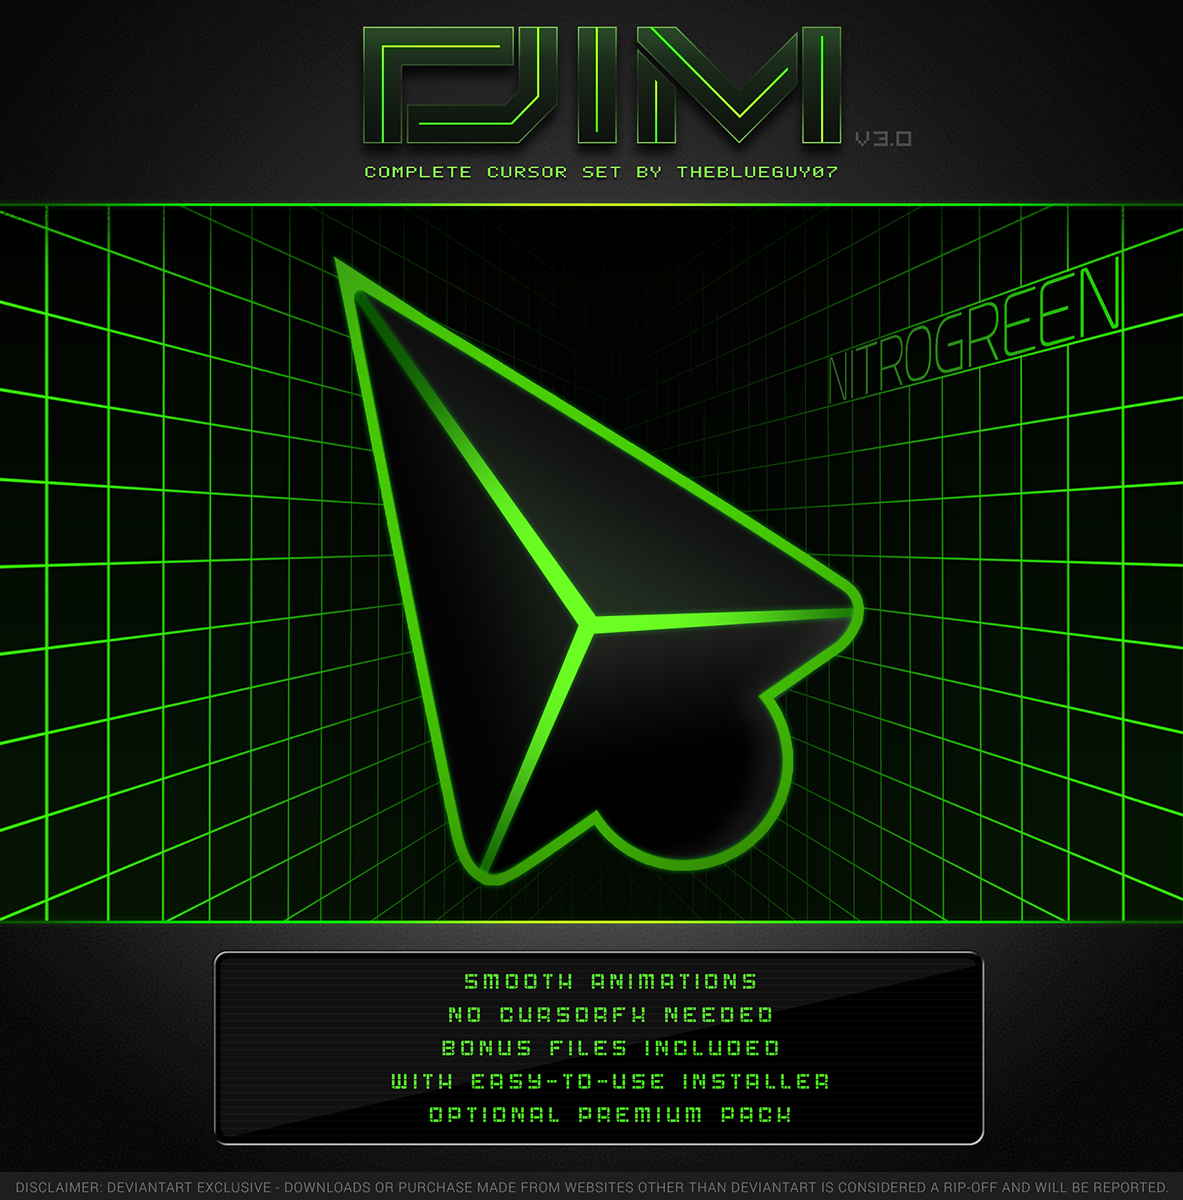 DIM
V3.0
COMPLETE CURSOR SET BY THEBLUEGUY07
NITROGREEN
SMOOTH ANIMATIONS
NO CURSORFX NEEDED
BONUS FILES INCLUDED
WITH EASY-TO-USE INSTALLER
OPTIONAL PREMIUM PACK
DISCLAIMER: DEVIANTART EXCLUSIVE - DOWNLOADS OR PURCHASE MADE FROM WEBSITES OTHER THAN DEVIANTART IS CONSIDERED A RIP-OFF AND WILL BE REPORTED.